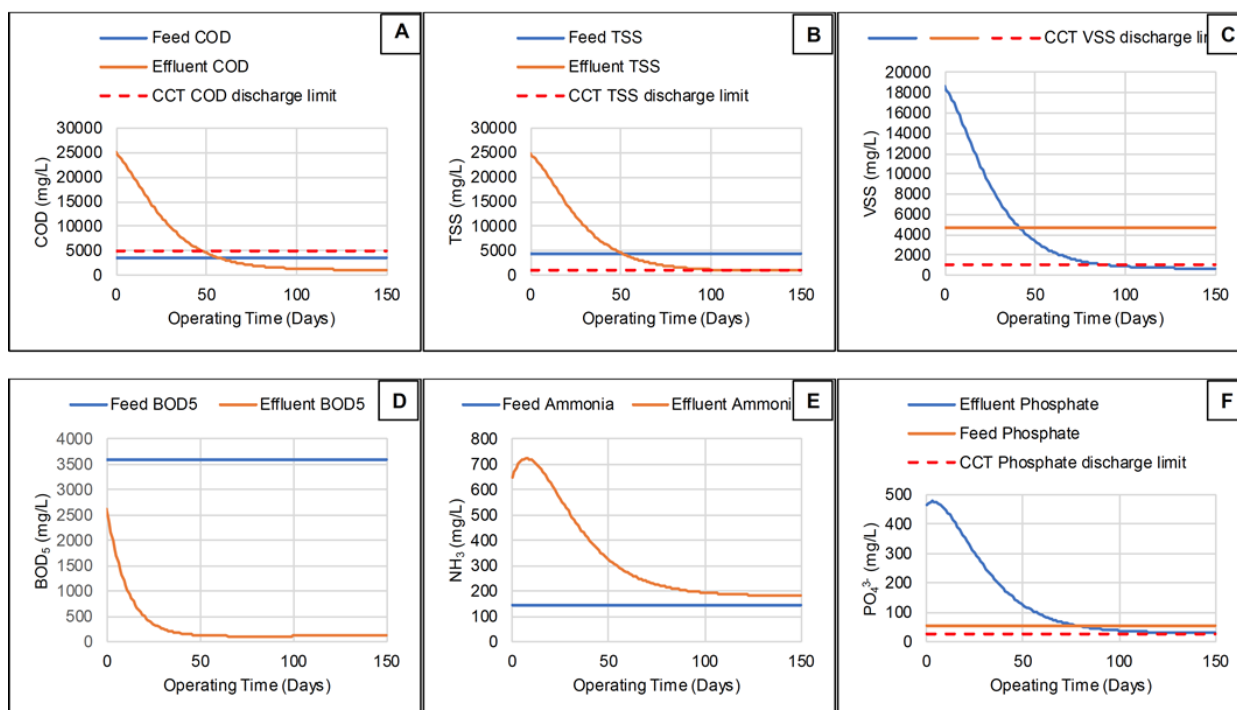 A
Feed COD
Effluent COD
CCT COD discharge limit
30000
25000
20000
15000
10000
5000
0
COD (mg/L)
0 50 100 150
Operating Time (Days)
B
Feed TSS
Effluent TSS
CCT TSS discharge limit
30000
25000
20000
15000
10000
5000
0
TSS (mg/L)
0 50 100 150
Operating Time (Days)
C
CCT VSS discharge li
20000
18000
16000
14000
12000
10000
8000
6000
4000
2000
0
VSS (mg/L)
0 50 100 150
Operating Time (Days)
D
Feed BOD5 Effluent BOD5
4000
3500
3000
2500
2000
1500
1000
500
0
BOD₅ (mg/L)
0 50 100 150
Operating Time (Days)
E
Feed Ammonia Effluent Ammoni
800
700
600
500
400
300
200
100
0
NH₃ (mg/L)
0 50 100 150
Operating Time (Days)
F
Effluent Phosphate
Feed Phosphate
CCT Phosphate discharge limit
500
400
300
200
100
0
PO₄³⁻ (mg/L)
0 50 100 150
Opeating Time (Days)